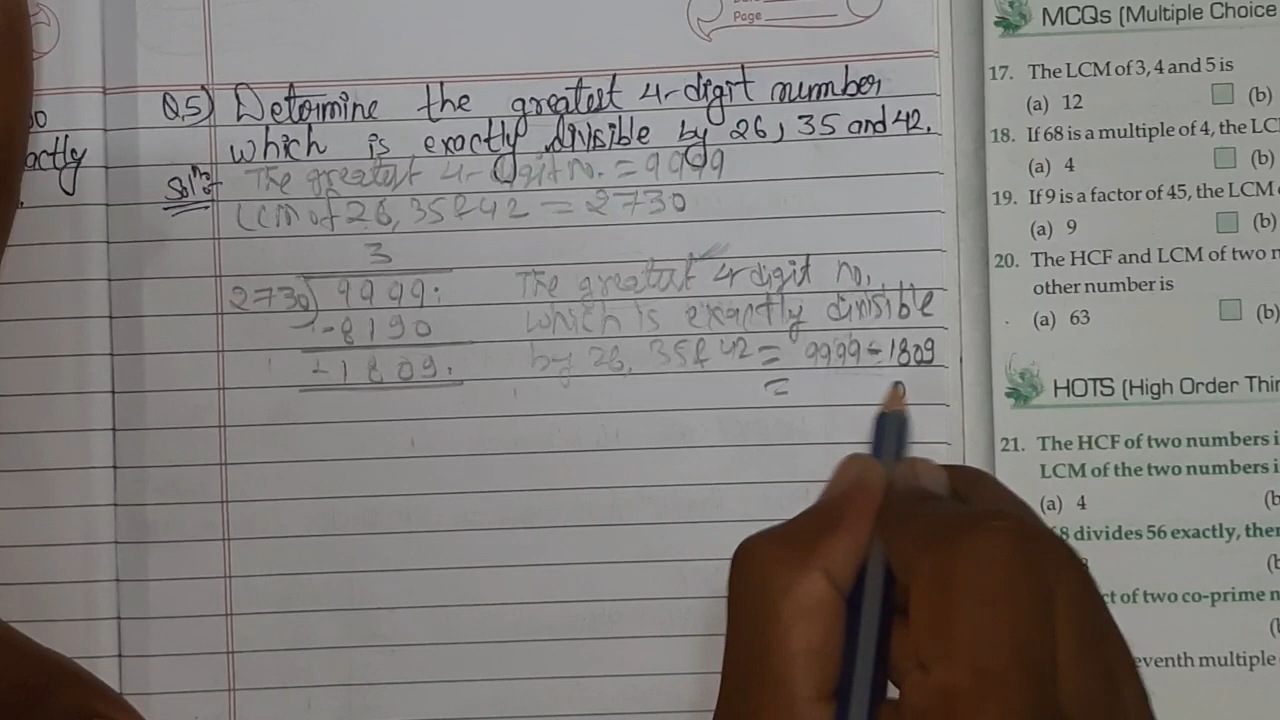 Page
MCQs (Multiple Choice
17. The LCM of 3, 4 and 5 is
(a) 12 (b)
18. If 68 is a multiple of 4, the LC
(a) 4 (b)
19. If 9 is a factor of 45, the LCM
(a) 9 (b)
20. The HCF and LCM of two n
other number is
(a) 63 (b)
HOTS (High Order Thin
21. The HCF of two numbers i
LCM of the two numbers i
(a) 4 (b
8 divides 56 exactly, then
(b
ct of two co-prime n
(b
eventh multiple
actly
Q.5) Determine the greatest 4-digit number
which is exactly divisible by 26, 35 and 42.
Solⁿ The greatest 4-digit no. = 9999
LCM of 26, 35 & 42 = 2730
3
2730) 9999
-8190
1809
The greatest 4 digit no.
which is exactly divisible
by 26, 35 & 42 = 9999 - 1809
=